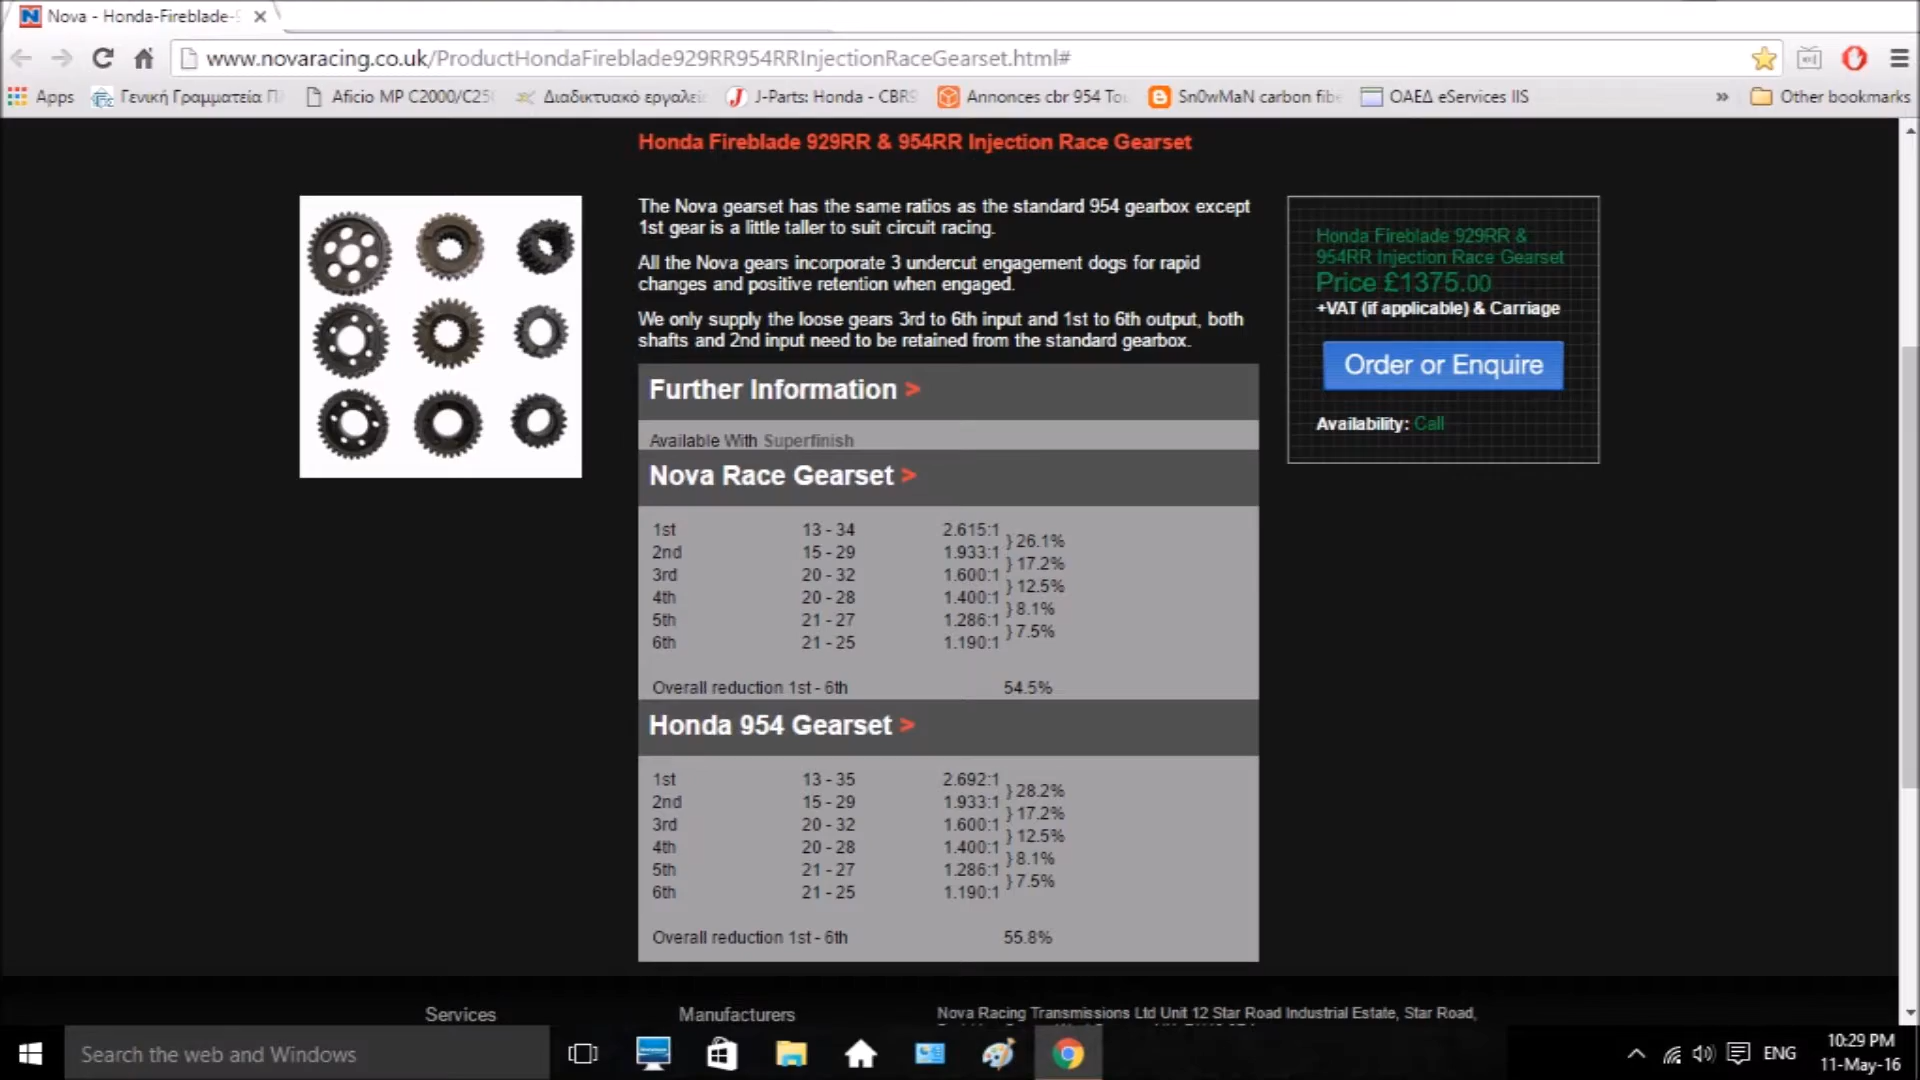 Nova - Honda-Fireblade-
www.novaracing.co.uk/ProductHondaFireblade929RR954RRInjectionRaceGearset.html#
Apps Γενική Γραμματεία Aficio MP C2000/C25 Διαδικτυακό εργαλεί J-Parts: Honda - CBR9 Annonces cbr 954 Sn0wMaN carbon fib ΟΑΕΔ eServices IIS » Other bookmarks
Honda Fireblade 929RR & 954RR Injection Race Gearset
The Nova gearset has the same ratios as the standard 954 gearbox except
1st gear is a little taller to suit circuit racing.
All the Nova gears incorporate 3 undercut engagement dogs for rapid
changes and positive retention when engaged.
We only supply the loose gears 3rd to 6th input and 1st to 6th output, both
shafts and 2nd input need to be retained from the standard gearbox.
Further Information >
Available With Superfinish
Nova Race Gearset >
1st 13 - 34 2.615:1
} 26.1%
2nd 15 - 29 1.933:1
} 17.2%
3rd 20 - 32 1.600:1
} 12.5%
4th 20 - 28 1.400:1
} 8.1%
5th 21 - 27 1.286:1
} 7.5%
6th 21 - 25 1.190:1
Overall reduction 1st - 6th 54.5%
Honda 954 Gearset >
1st 13 - 35 2.692:1
} 28.2%
2nd 15 - 29 1.933:1
} 17.2%
3rd 20 - 32 1.600:1
} 12.5%
4th 20 - 28 1.400:1
} 8.1%
5th 21 - 27 1.286:1
} 7.5%
6th 21 - 25 1.190:1
Overall reduction 1st - 6th 55.8%
Honda Fireblade 929RR &
954RR Injection Race Gearset
Price £1375.00
+VAT (if applicable) & Carriage
Order or Enquire
Availability: Call
Services Manufacturers Nova Racing Transmissions Ltd Unit 12 Star Road Industrial Estate, Star Road,
Search the web and Windows
ENG
10:29 PM
11-May-16